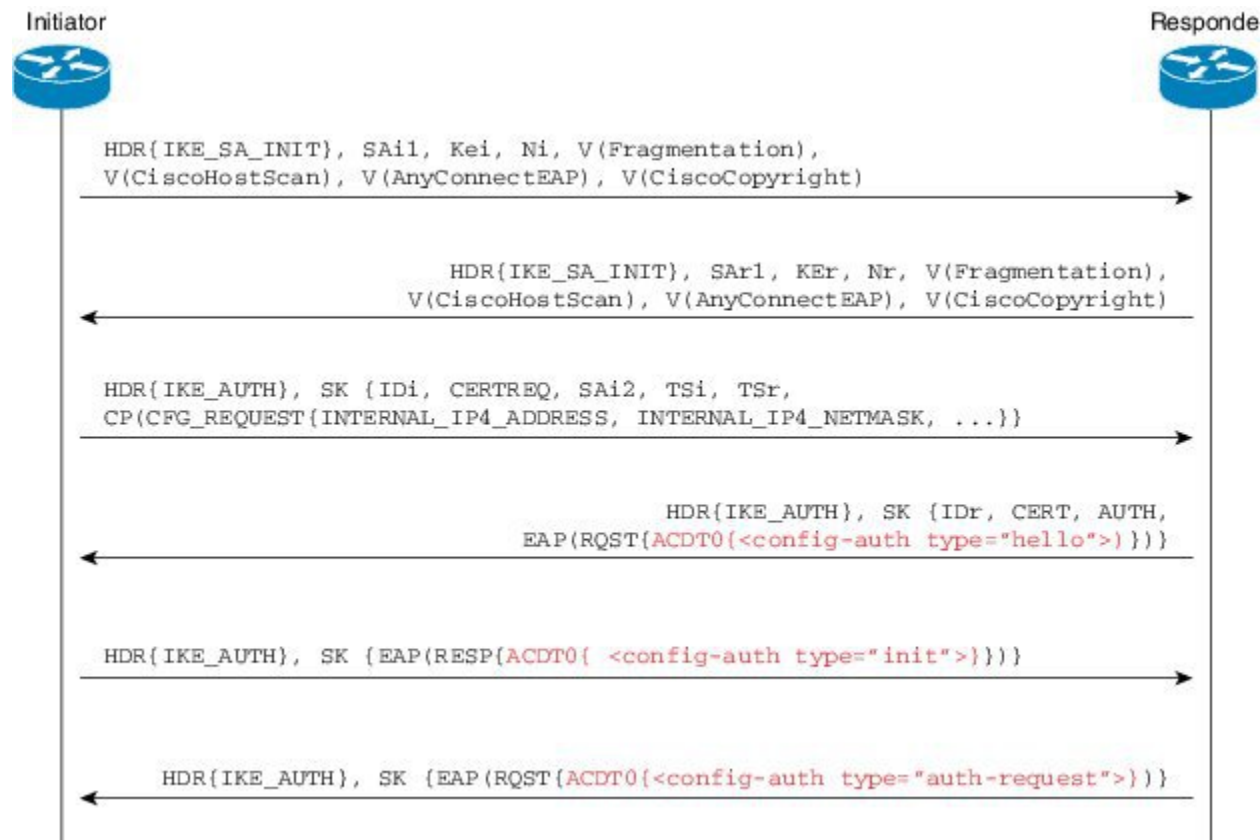 Initiator
Responde
HDR{IKE_SA_INIT}, SAi1, Kei, Ni, V(Fragmentation),
V(CiscoHostScan), V(AnyConnectEAP), V(CiscoCopyright)
HDR{IKE_SA_INIT}, SAr1, KEr, Nr, V(Fragmentation),
V(CiscoHostScan), V(AnyConnectEAP), V(CiscoCopyright)
HDR{IKE_AUTH}, SK {IDi, CERTREQ, SAi2, TSi, TSr,
CP(CFG_REQUEST{INTERNAL_IP4_ADDRESS, INTERNAL_IP4_NETMASK, ...}}
HDR{IKE_AUTH}, SK {IDr, CERT, AUTH,
EAP(RQST{ACDT0{<config-auth type="hello">)})}
HDR{IKE_AUTH}, SK {EAP(RESP{ACDT0{ <config-auth type="init">}})}
HDR{IKE_AUTH}, SK {EAP(RQST{ACDT0{<config-auth type="auth-request">})}